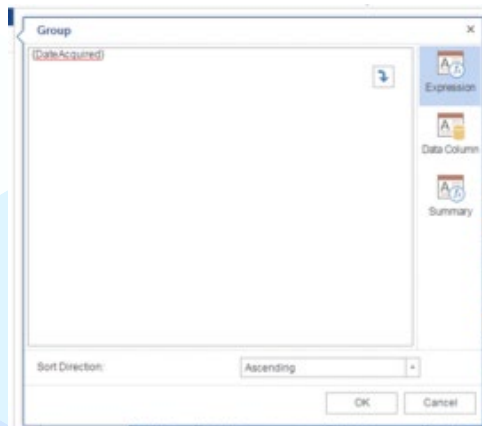 Group
{DateAcquired}
Expression
Data Column
Summary
Sort Direction:
Ascending
OK
Cancel